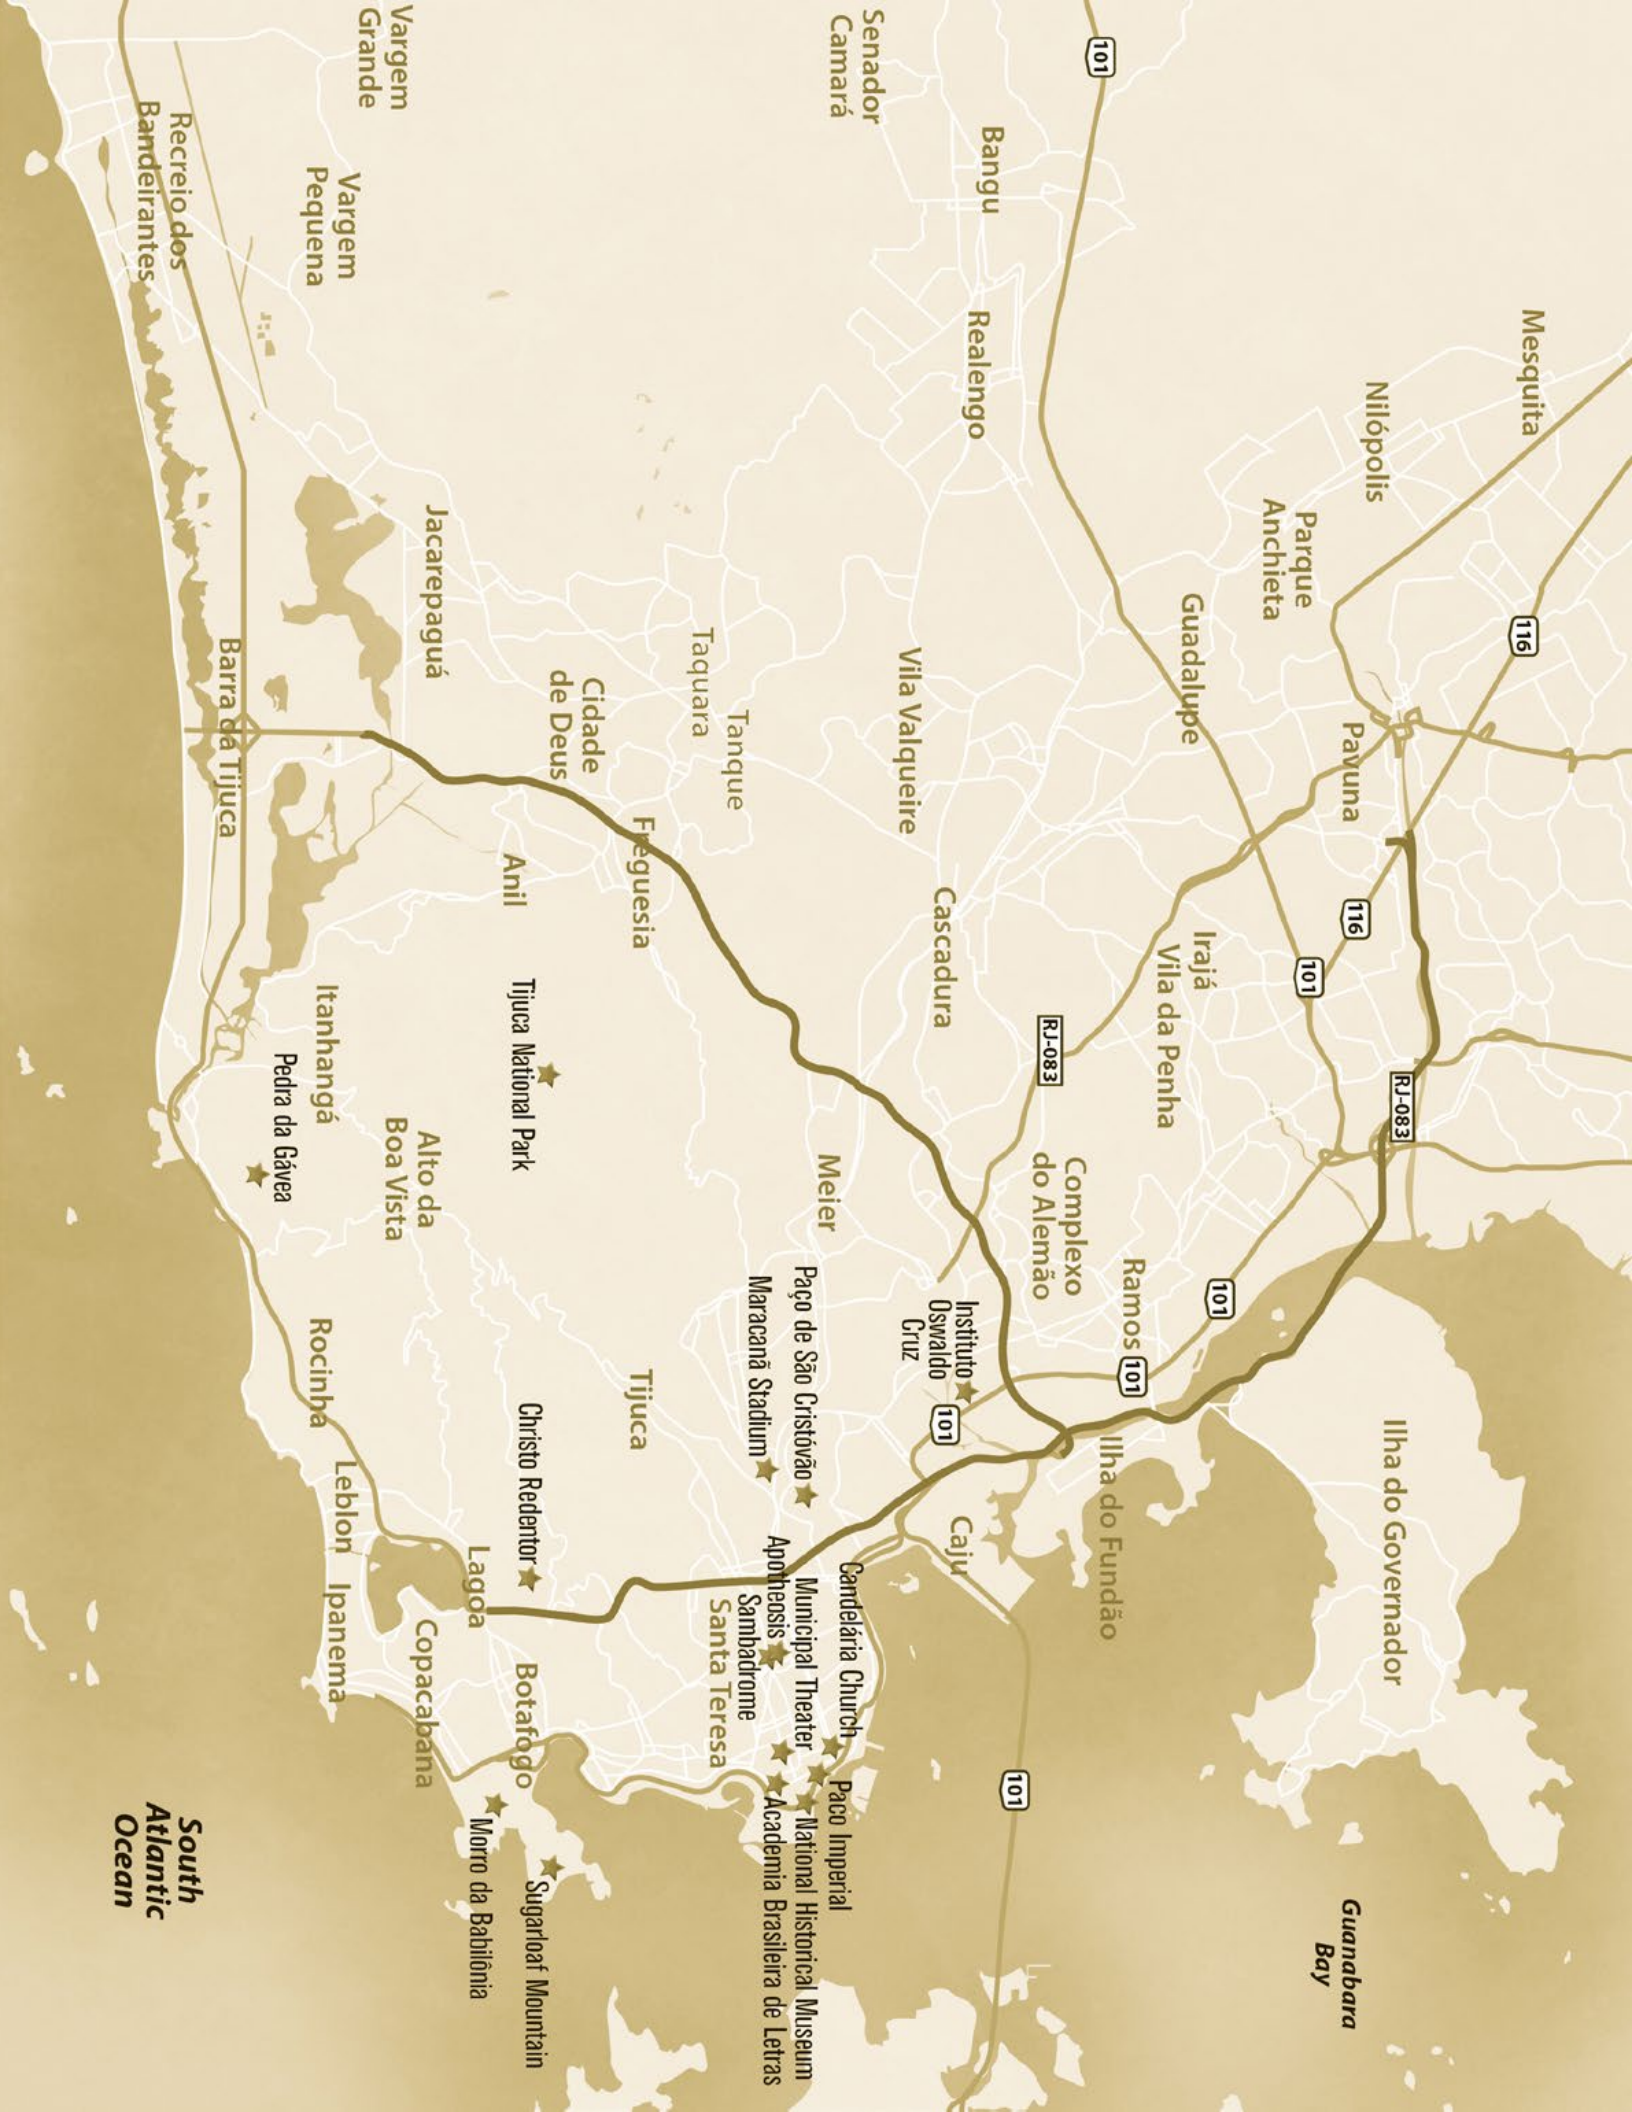 Mesquita
116
Nilópolis
RJ-083
Ilha do Governador
Pavuna
116
Guanabara
Bay
Parque
Anchieta
101
101
Guadalupe
Irajá
Vila da Penha
Ramos
101
Ilha do Fundão
101
Complexo
do Alemão
RJ-083
101
Bangu
Realengo
Instituto
Oswaldo
Cruz
Caju
Cascadura
101
Vila Valqueire
Senador
Camará
Candelária Church
Paco Imperial
Meier
Paço de São Cristóvão
Municipal Theater
National Historical Museum
Maracanã Stadium
Apotheosis
Sambadrome
Academia Brasileira de Letras
Tanque
Taquara
Santa Teresa
Freguesia
Tijuca
Cidade
de Deus
Tijuca National Park
Christo Redentor
Sugarloaf Mountain
Anil
Botafogo
Lagoa
Morro da Babilônia
Jacarepaguá
Alto da
Boa Vista
Copacabana
Vargem
Grande
Vargem
Pequena
Leblon
Ipanema
Itanhangá
Rocinha
Pedra da Gávea
Barra da Tijuca
Recreio dos
Bandeirantes
South
Atlantic
Ocean